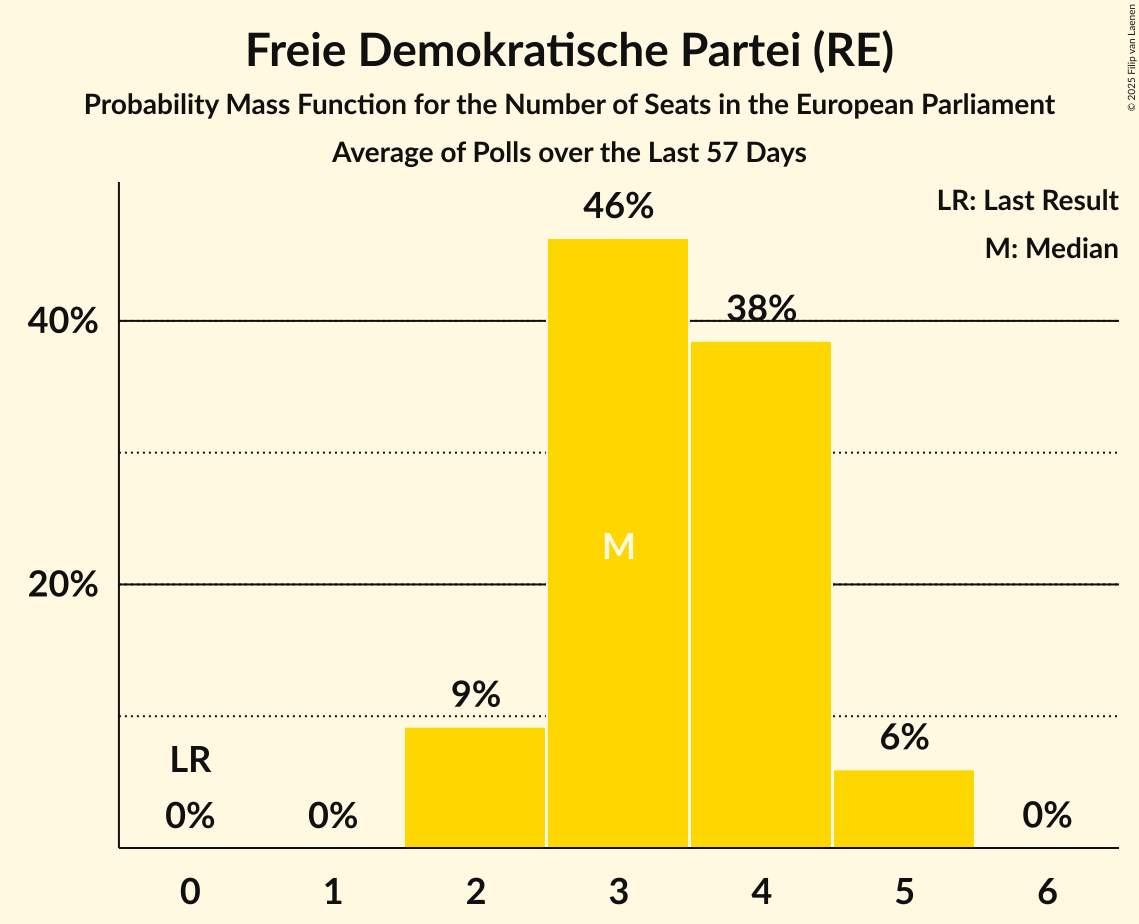 Freie Demokratische Partei (RE)
Probability Mass Function for the Number of Seats in the European Parliament
Average of Polls over the Last 57 Days
© 2025 Filip van Laenen
LR: Last Result
M: Median
46%
38%
40%
M
20%
9%
6%
LR
0%
0%
0%
0 1 2 3 4 5 6